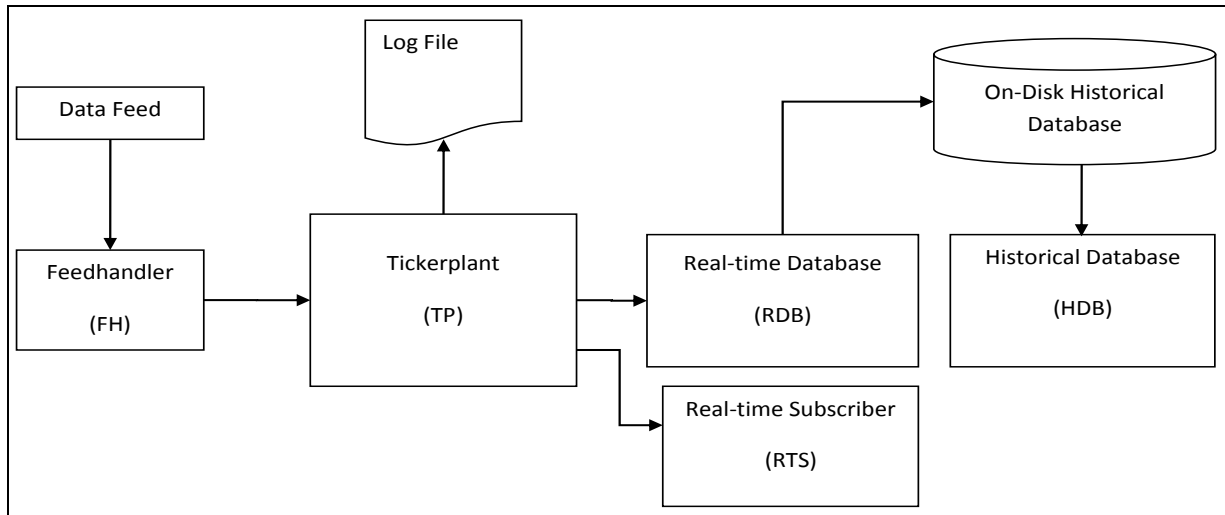 Data Feed
Feedhandler
(FH)
Log File
Tickerplant
(TP)
Real-time Database
(RDB)
Real-time Subscriber
(RTS)
On-Disk Historical
Database
Historical Database
(HDB)